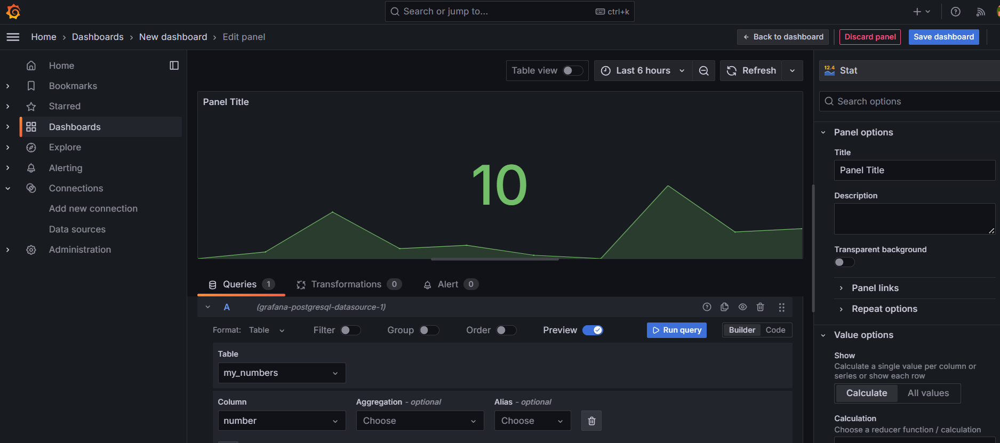 Search or jump to... ctrl+k
Home › Dashboards › New dashboard › Edit panel
← Back to dashboard
Discard panel
Save dashboard
Home
Bookmarks
Starred
Dashboards
Explore
Alerting
Connections
Add new connection
Data sources
Administration
Table view
Last 6 hours
Refresh
Panel Title
10
Queries 1
Transformations 0
Alert 0
A (grafana-postgresql-datasource-1)
Format: Table
Filter
Group
Order
Preview
Run query
Builder Code
Table
my_numbers
Column
number
Aggregation - optional
Choose
Alias - optional
Choose
12.4 Stat
Search options
Panel options
Title
Panel Title
Description
Transparent background
Panel links
Repeat options
Value options
Show
Calculate a single value per column or
series or show each row
Calculate All values
Calculation
Choose a reducer function / calculation